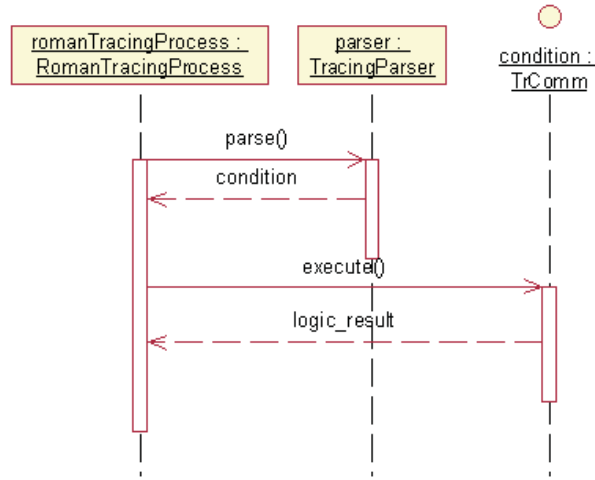 romanTracingProcess :
RomanTracingProcess
parser :
TracingParser
condition :
TrComm
parse()
condition
execute()
logic_result